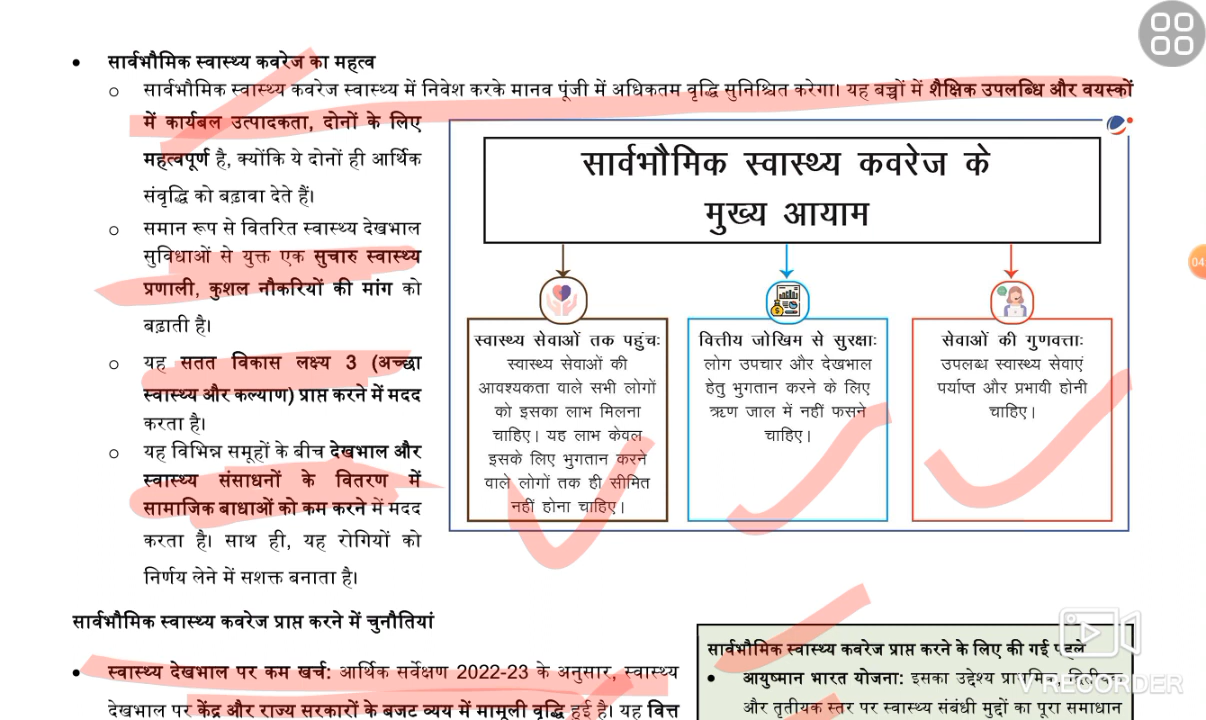 • सार्वभौमिक स्वास्थ्य कवरेज का महत्व
o सार्वभौमिक स्वास्थ्य कवरेज स्वास्थ्य में निवेश करके मानव पूंजी में अधिकतम वृद्धि सुनिश्चित करेगा। यह बच्चों में शैक्षिक उपलब्धि और वयस्कों
में कार्यबल उत्पादकता, दोनों के लिए
महत्वपूर्ण है, क्योंकि ये दोनों ही आर्थिक
संवृद्धि को बढ़ावा देते हैं।
o समान रूप से वितरित स्वास्थ्य देखभाल
सुविधाओं से युक्त एक सुचारु स्वास्थ्य
प्रणाली, कुशल नौकरियों की मांग को
बढ़ाती है।
o यह सतत विकास लक्ष्य 3 (अच्छा
स्वास्थ्य और कल्याण) प्राप्त करने में मदद
करता है।
o यह विभिन्न समूहों के बीच देखभाल और
स्वास्थ्य संसाधनों के वितरण में
सामाजिक बाधाओं को कम करने में मदद
करता है। साथ ही, यह रोगियों को
निर्णय लेने में सशक्त बनाता है।
सार्वभौमिक स्वास्थ्य कवरेज के
मुख्य आयाम
स्वास्थ्य सेवाओं तक पहुंच:
स्वास्थ्य सेवाओं की
आवश्यकता वाले सभी लोगों
को इसका लाभ मिलना
चाहिए। यह लाभ केवल
इसके लिए भुगतान करने
वाले लोगों तक ही सीमित
नहीं होना चाहिए।
वित्तीय जोखिम से सुरक्षा:
लोग उपचार और देखभाल
हेतु भुगतान करने के लिए
ऋण जाल में नहीं फसने
चाहिए।
सेवाओं की गुणवत्ता:
उपलब्ध स्वास्थ्य सेवाएं
पर्याप्त और प्रभावी होनी
चाहिए।
04
सार्वभौमिक स्वास्थ्य कवरेज प्राप्त करने में चुनौतियां
• स्वास्थ्य देखभाल पर कम खर्च: आर्थिक सर्वेक्षण 2022-23 के अनुसार, स्वास्थ्य
देखभाल पर केंद्र और राज्य सरकारों के बजट व्यय में मामूली वृद्धि हुई है। यह वित्त
सार्वभौमिक स्वास्थ्य कवरेज प्राप्त करने के लिए की गई पहलें
• आयुष्मान भारत योजना: इसका उद्देश्य प्राथमिक, द्वितीयक
और तृतीयक स्तर पर स्वास्थ्य संबंधी मुद्दों का पूरा समाधान
V RECORDER